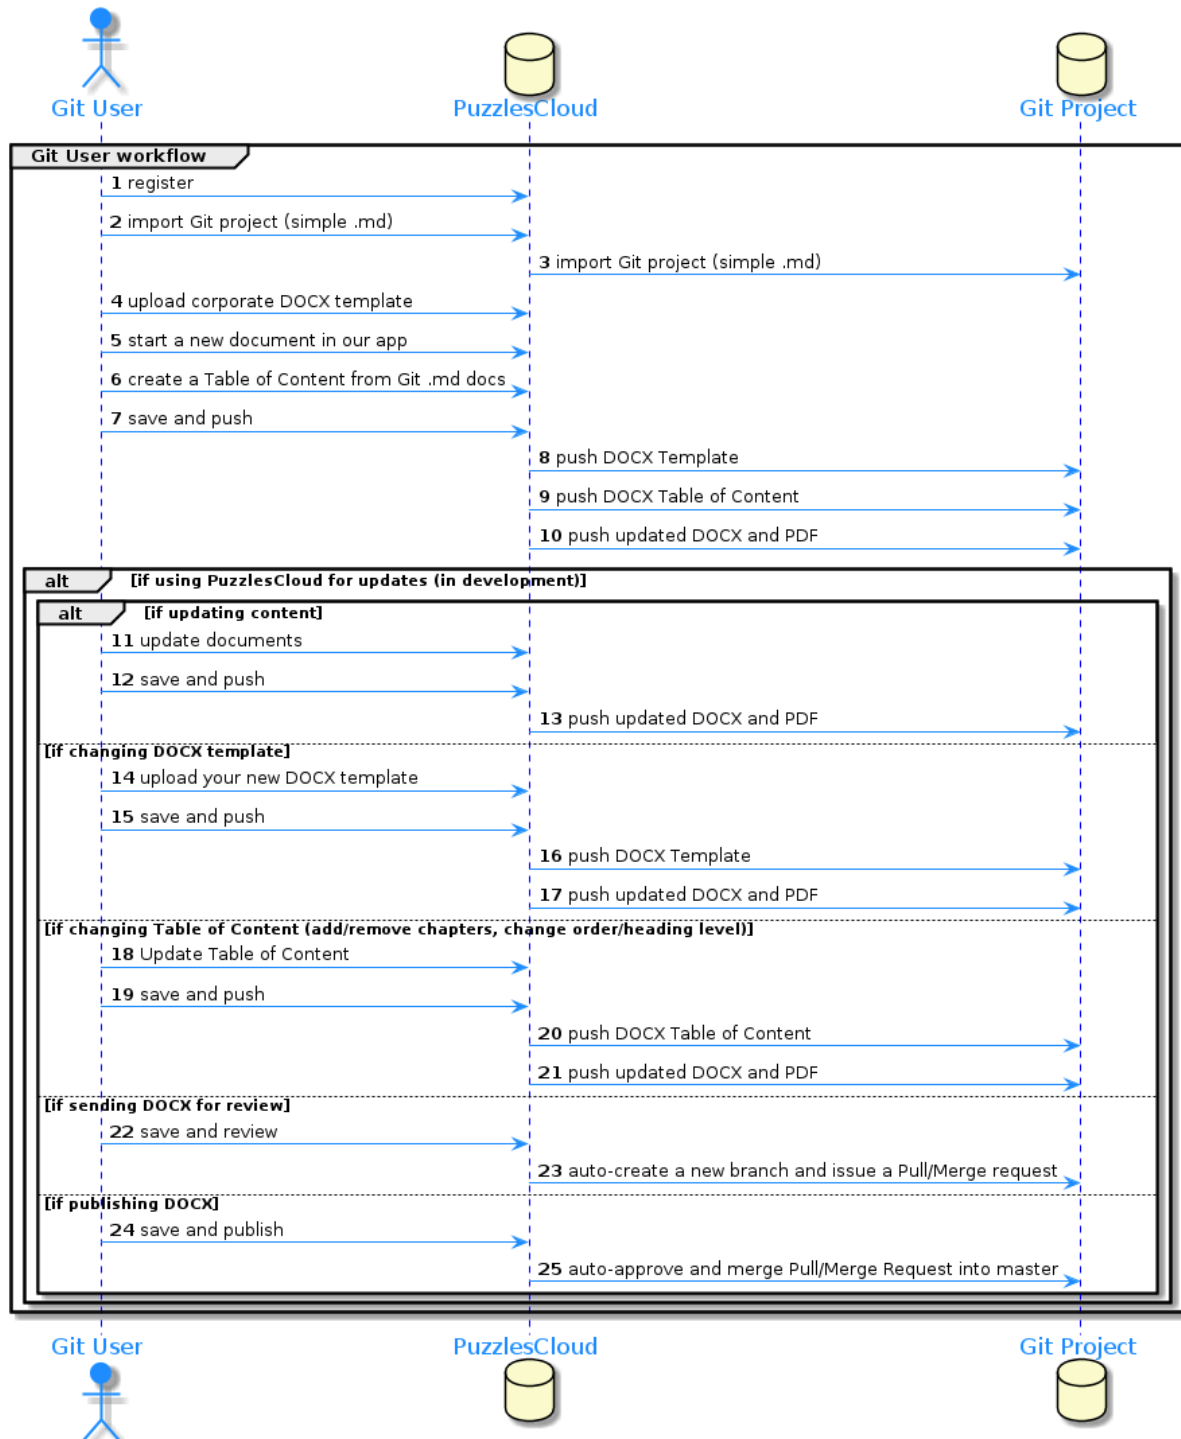 Git User
PuzzlesCloud
Git Project
Git User workflow
1 register
2 import Git project (simple .md)
3 import Git project (simple .md)
4 upload corporate DOCX template
5 start a new document in our app
6 create a Table of Content from Git .md docs
7 save and push
8 push DOCX Template
9 push DOCX Table of Content
10 push updated DOCX and PDF
alt [if using PuzzlesCloud for updates (in development)]
alt [if updating content]
11 update documents
12 save and push
13 push updated DOCX and PDF
[if changing DOCX template]
14 upload your new DOCX template
15 save and push
16 push DOCX Template
17 push updated DOCX and PDF
[if changing Table of Content (add/remove chapters, change order/heading level)]
18 Update Table of Content
19 save and push
20 push DOCX Table of Content
21 push updated DOCX and PDF
[if sending DOCX for review]
22 save and review
23 auto-create a new branch and issue a Pull/Merge request
[if publishing DOCX]
24 save and publish
25 auto-approve and merge Pull/Merge Request into master
Git User
PuzzlesCloud
Git Project